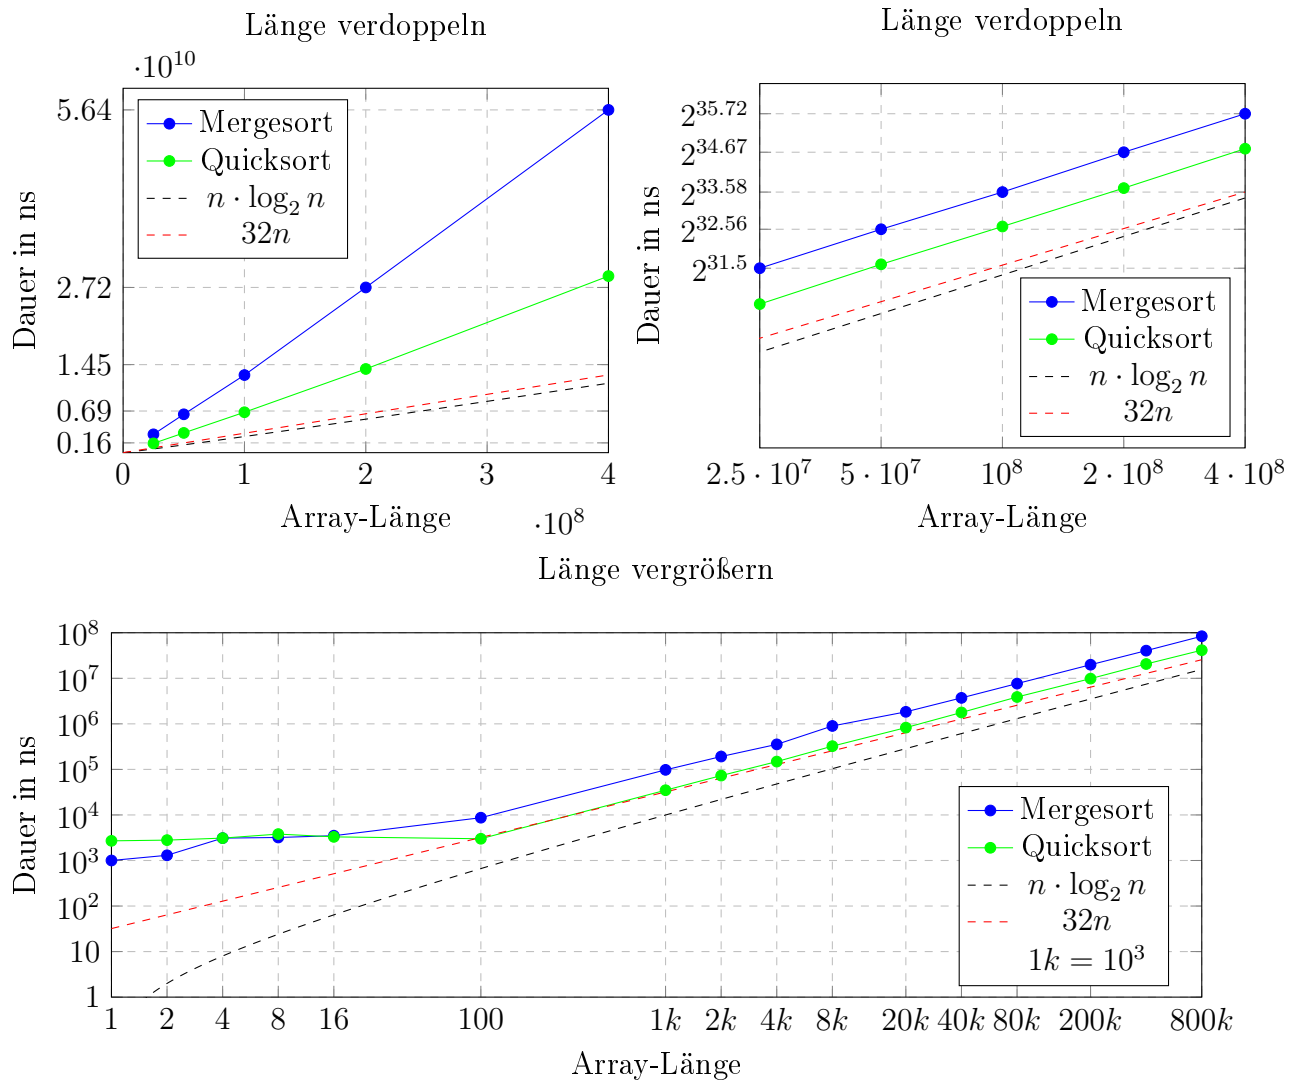 Länge verdoppeln
·10^10
5.64
2.72
1.45
0.69
0.16
Dauer in ns
Mergesort
Quicksort
n · log₂ n
32n
0 1 2 3 4
Array-Länge
·10^8
Länge verdoppeln
2^35.72
2^34.67
2^33.58
2^32.56
2^31.5
Dauer in ns
Mergesort
Quicksort
n · log₂ n
32n
2.5 · 10^7 5 · 10^7 10^8 2 · 10^8 4 · 10^8
Array-Länge
Länge vergrößern
10^8
10^7
10^6
10^5
10^4
10^3
10^2
10
1
Dauer in ns
Mergesort
Quicksort
n · log₂ n
32n
1k = 10^3
1 2 4 8 16 100 1k 2k 4k 8k 20k 40k 80k 200k 800k
Array-Länge